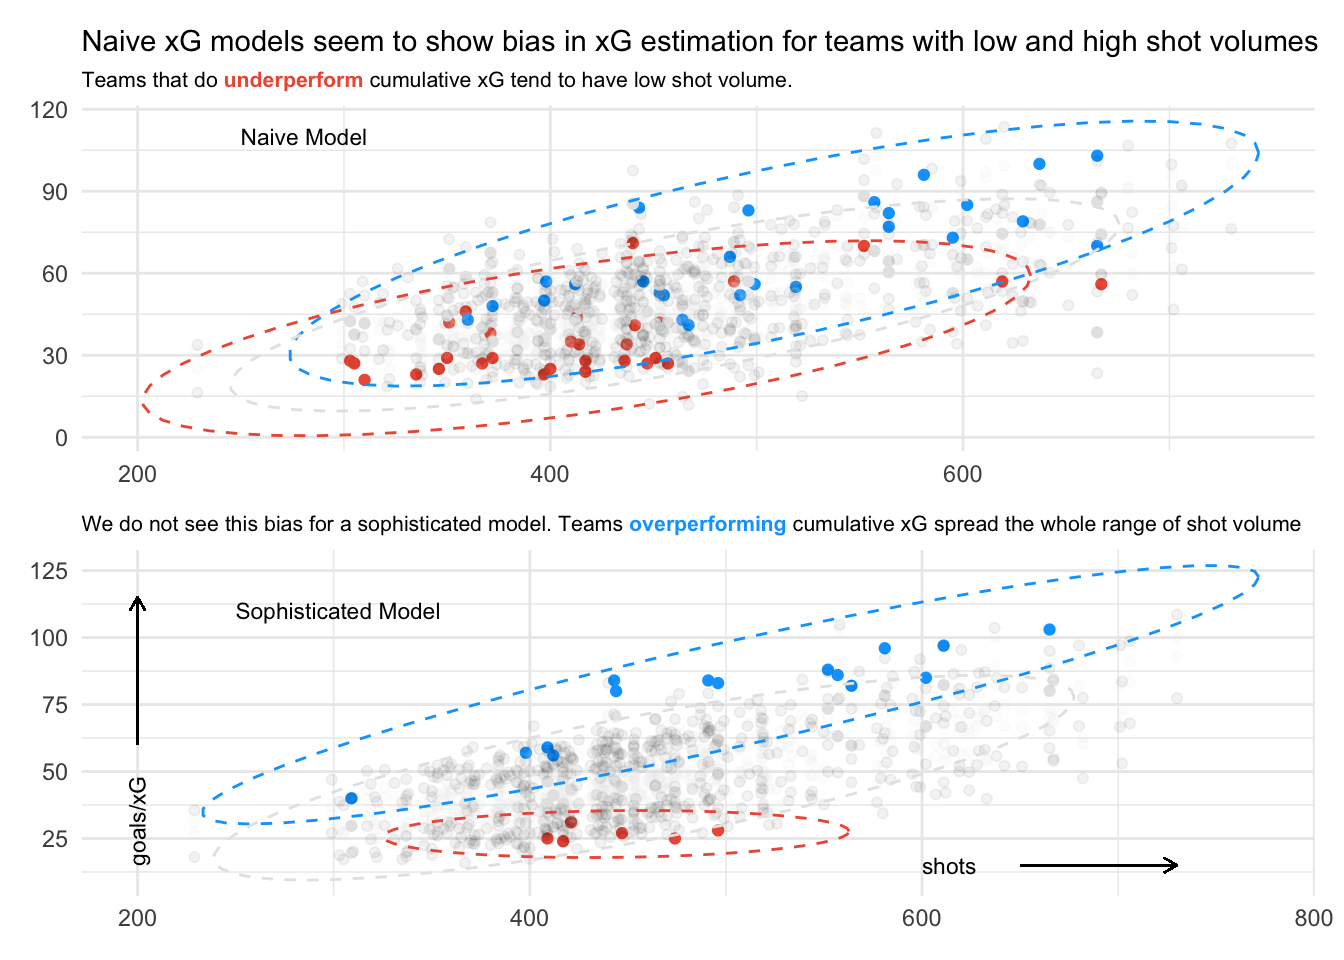 Naive xG models seem to show bias in xG estimation for teams with low and high shot volumes
Teams that do underperform cumulative xG tend to have low shot volume.
120
Naive Model
90
60
30
0
200 400 600
We do not see this bias for a sophisticated model. Teams overperforming cumulative xG spread the whole range of shot volume
125
Sophisticated Model
100
75
50
goals/xG
25
shots
200 400 600 800